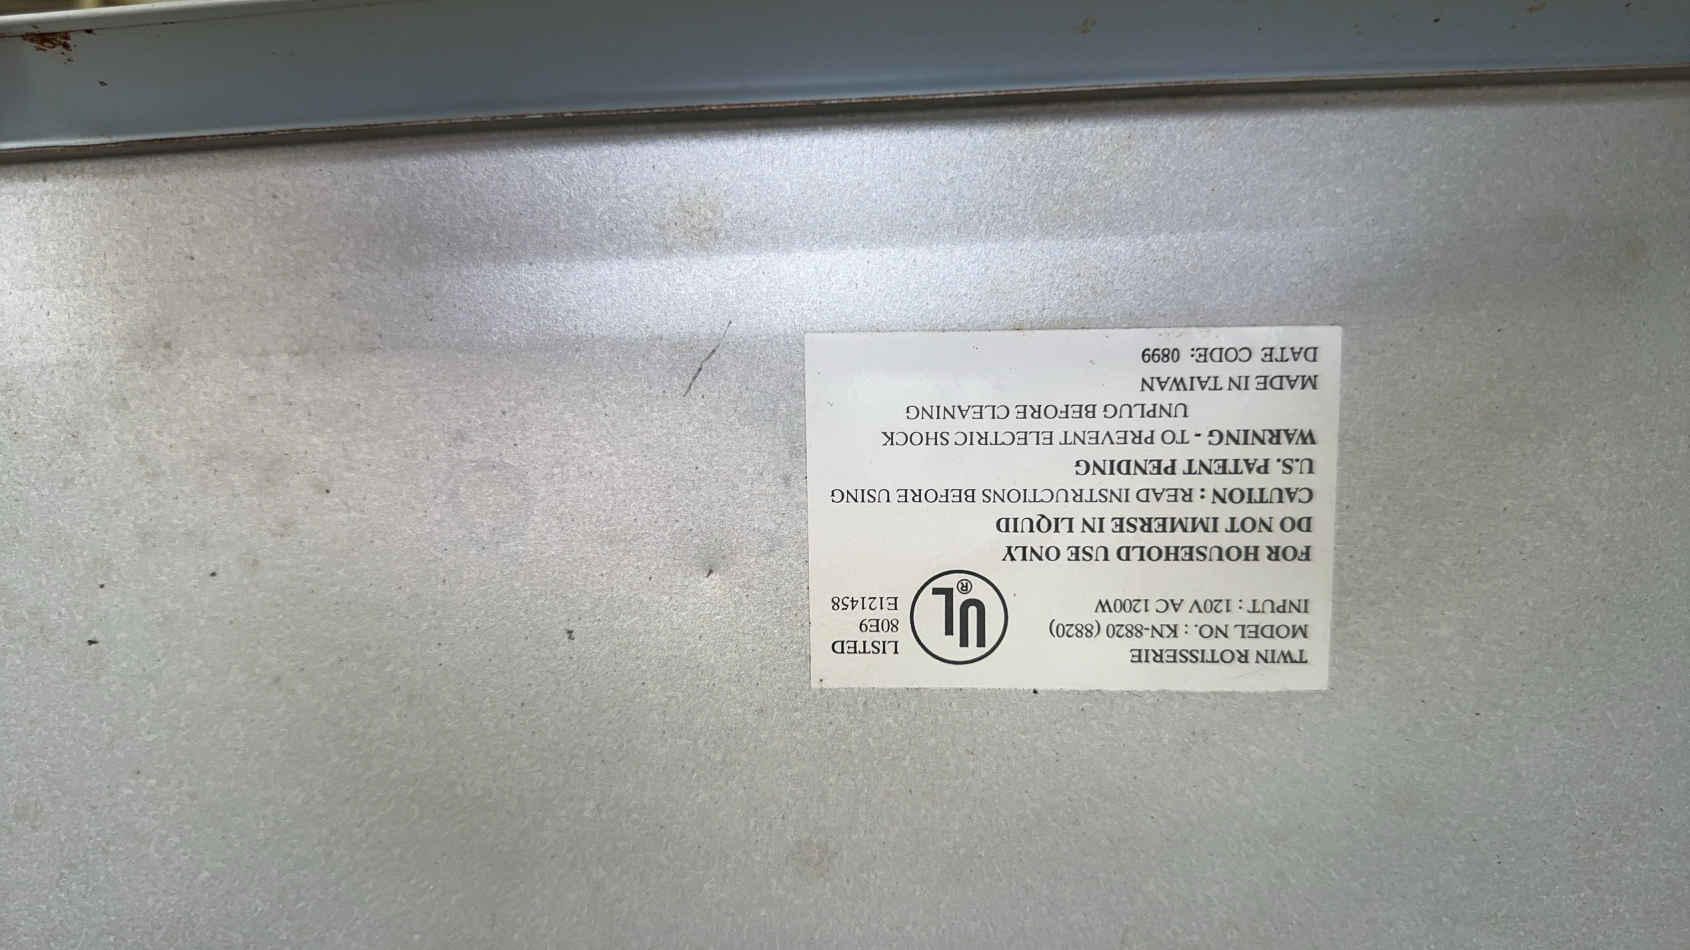 TWIN ROTISSERIE
MODEL NO. : KN-8820 (8820)
INPUT : 120V AC 1200W
UL®
LISTED
80E9
E121458
FOR HOUSEHOLD USE ONLY
DO NOT IMMERSE IN LIQUID
CAUTION : READ INSTRUCTIONS BEFORE USING
U.S. PATENT PENDING
WARNING - TO PREVENT ELECTRIC SHOCK
UNPLUG BEFORE CLEANING
MADE IN TAIWAN
DATE CODE: 0899